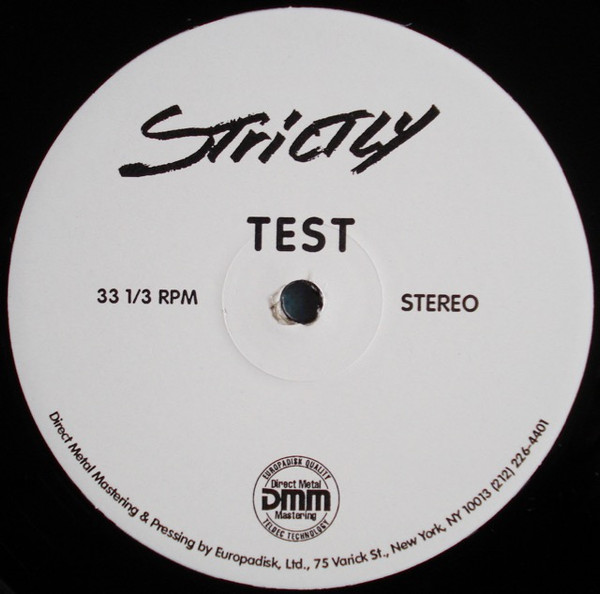 STRICTLY
TEST
33 1/3 RPM
STEREO
EUROPADISK QUALITY
Direct Metal
DMM
Mastering
TELDEC TECHNOLOGY
Direct Metal Mastering & Pressing by Europadisk, Ltd., 75 Varick St., New York, NY 10013 (212) 226-4401